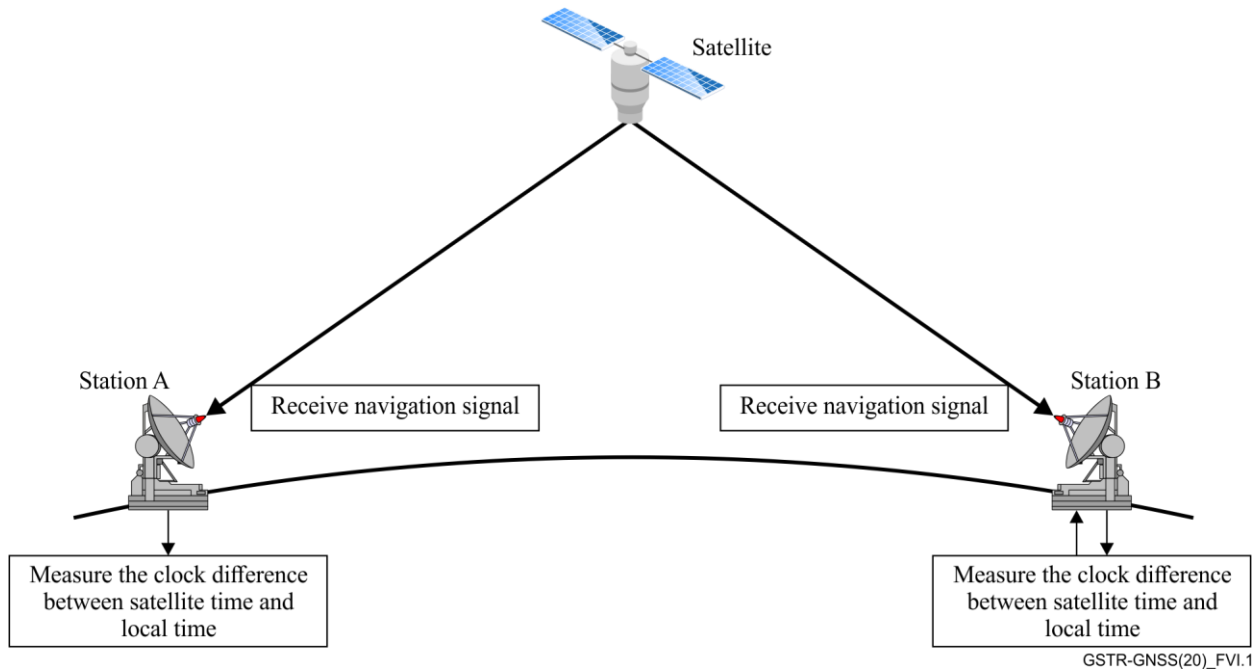 Satellite
Station A
Station B
Receive navigation signal
Receive navigation signal
Measure the clock difference
between satellite time and
local time
Measure the clock difference
between satellite time and
local time
GSTR-GNSS(20)_FVI.1